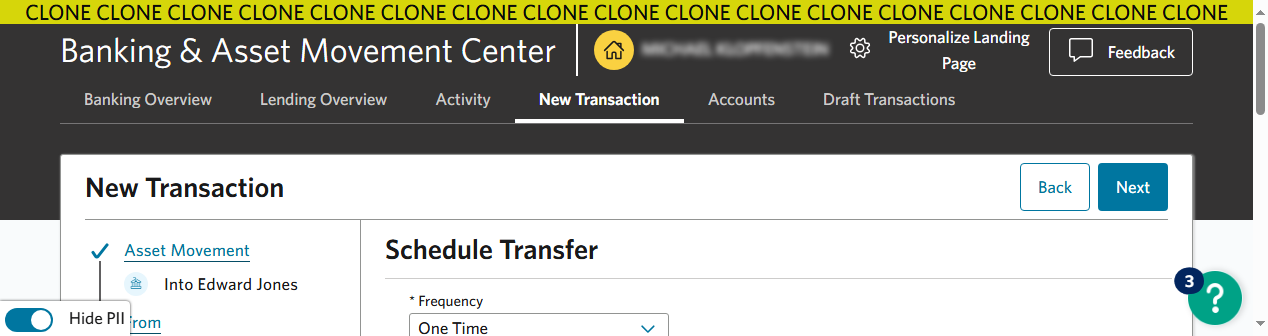 CLONE CLONE CLONE CLONE CLONE CLONE CLONE CLONE CLONE CLONE CLONE CLONE CLONE CLONE CLONE CLONE CLONE
Banking & Asset Movement Center
Personalize Landing
Page
Feedback
Banking Overview Lending Overview Activity New Transaction Accounts Draft Transactions
New Transaction
Back
Next
Asset Movement
Into Edward Jones
Schedule Transfer
* Frequency
One Time
Hide PII
From
3
?